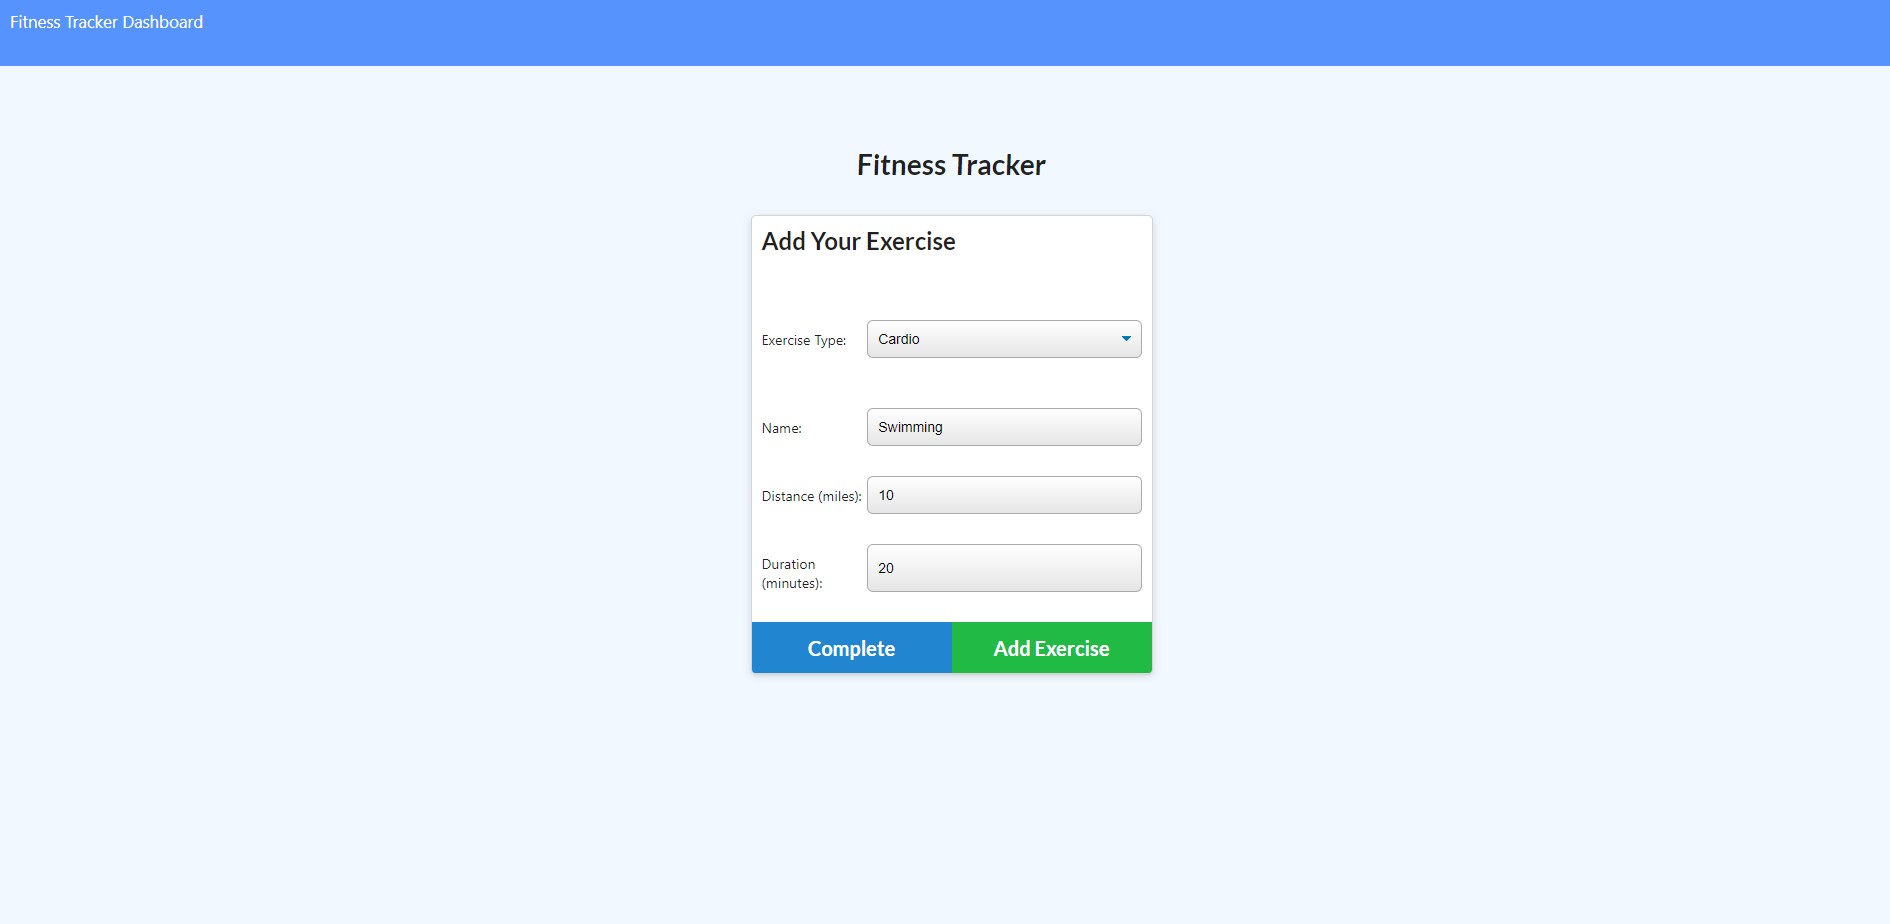 Fitness Tracker Dashboard
Fitness Tracker
Add Your Exercise
Exercise Type: Cardio
Name: Swimming
Distance (miles): 10
Duration
(minutes): 20
Complete Add Exercise